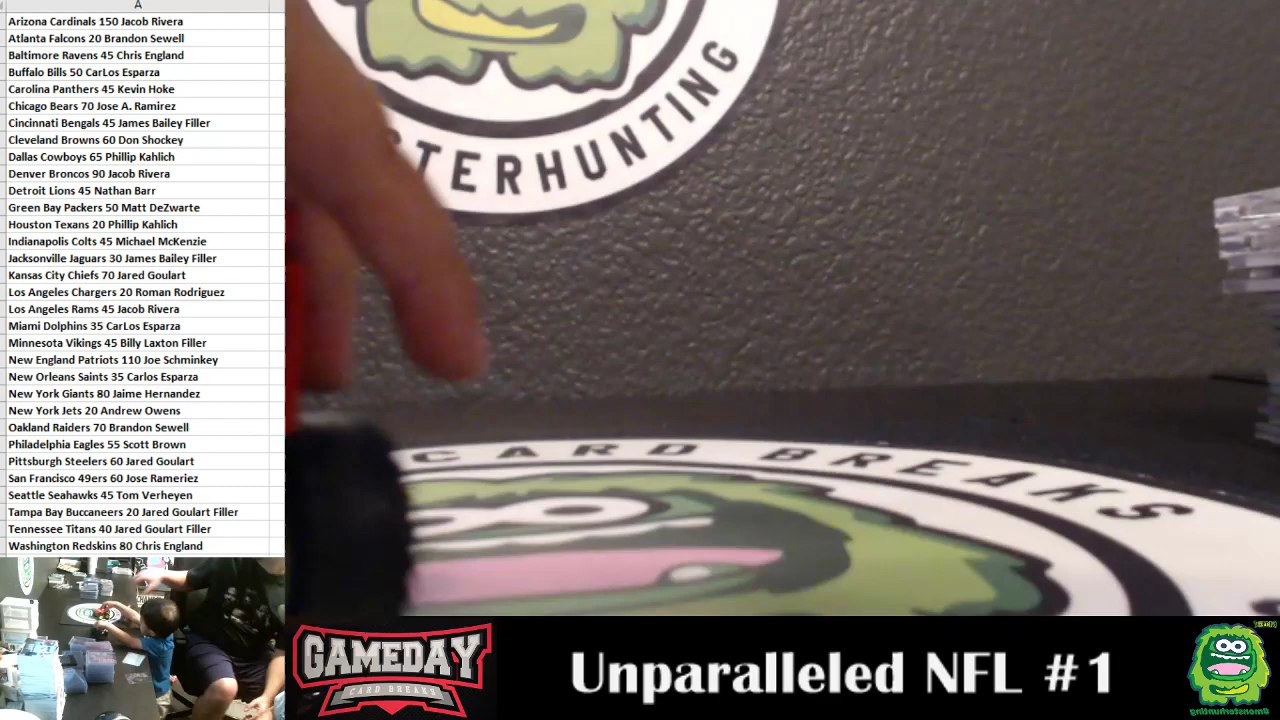 A
Arizona Cardinals 150 Jacob Rivera
Atlanta Falcons 20 Brandon Sewell
Baltimore Ravens 45 Chris England
Buffalo Bills 50 CarLos Esparza
Carolina Panthers 45 Kevin Hoke
Chicago Bears 70 Jose A. Ramirez
Cincinnati Bengals 45 James Bailey Filler
Cleveland Browns 60 Don Shockey
Dallas Cowboys 65 Phillip Kahlich
Denver Broncos 90 Jacob Rivera
Detroit Lions 45 Nathan Barr
Green Bay Packers 50 Matt DeZwarte
Houston Texans 20 Phillip Kahlich
Indianapolis Colts 45 Michael McKenzie
Jacksonville Jaguars 30 James Bailey Filler
Kansas City Chiefs 70 Jared Goulart
Los Angeles Chargers 20 Roman Rodriguez
Los Angeles Rams 45 Jacob Rivera
Miami Dolphins 35 CarLos Esparza
Minnesota Vikings 45 Billy Laxton Filler
New England Patriots 110 Joe Schminkey
New Orleans Saints 35 Carlos Esparza
New York Giants 80 Jaime Hernandez
New York Jets 20 Andrew Owens
Oakland Raiders 70 Brandon Sewell
Philadelphia Eagles 55 Scott Brown
Pittsburgh Steelers 60 Jared Goulart
San Francisco 49ers 60 Jose Rameriez
Seattle Seahawks 45 Tom Verheyen
Tampa Bay Buccaneers 20 Jared Goulart Filler
Tennessee Titans 40 Jared Goulart Filler
Washington Redskins 80 Chris England
STERHUNTING
CARD BREAKS
GAMEDAY
CARD BREAKS
Unparalleled NFL #1
#monsterhunting